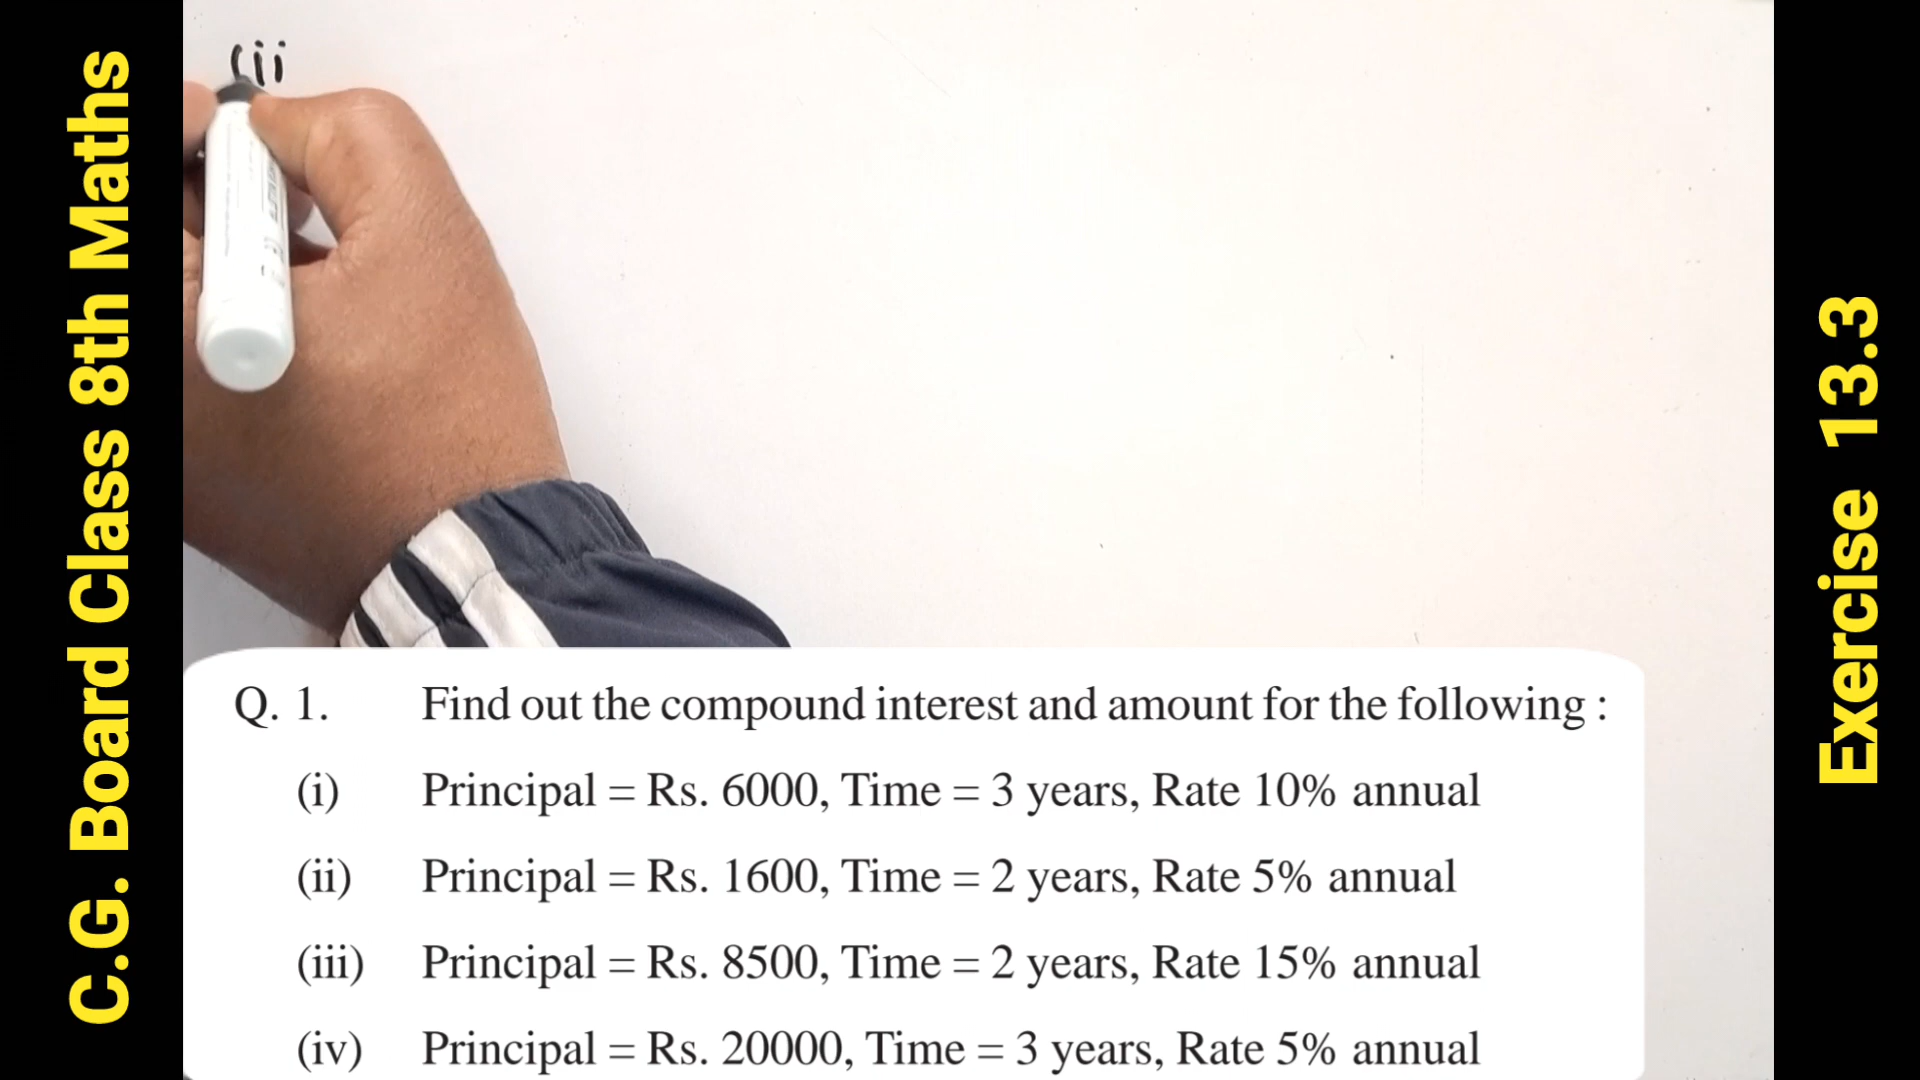 C.G. Board Class 8th Maths
(ii
Q. 1. Find out the compound interest and amount for the following :
(i) Principal = Rs. 6000, Time = 3 years, Rate 10% annual
(ii) Principal = Rs. 1600, Time = 2 years, Rate 5% annual
(iii) Principal = Rs. 8500, Time = 2 years, Rate 15% annual
(iv) Principal = Rs. 20000, Time = 3 years, Rate 5% annual
Exercise 13.3